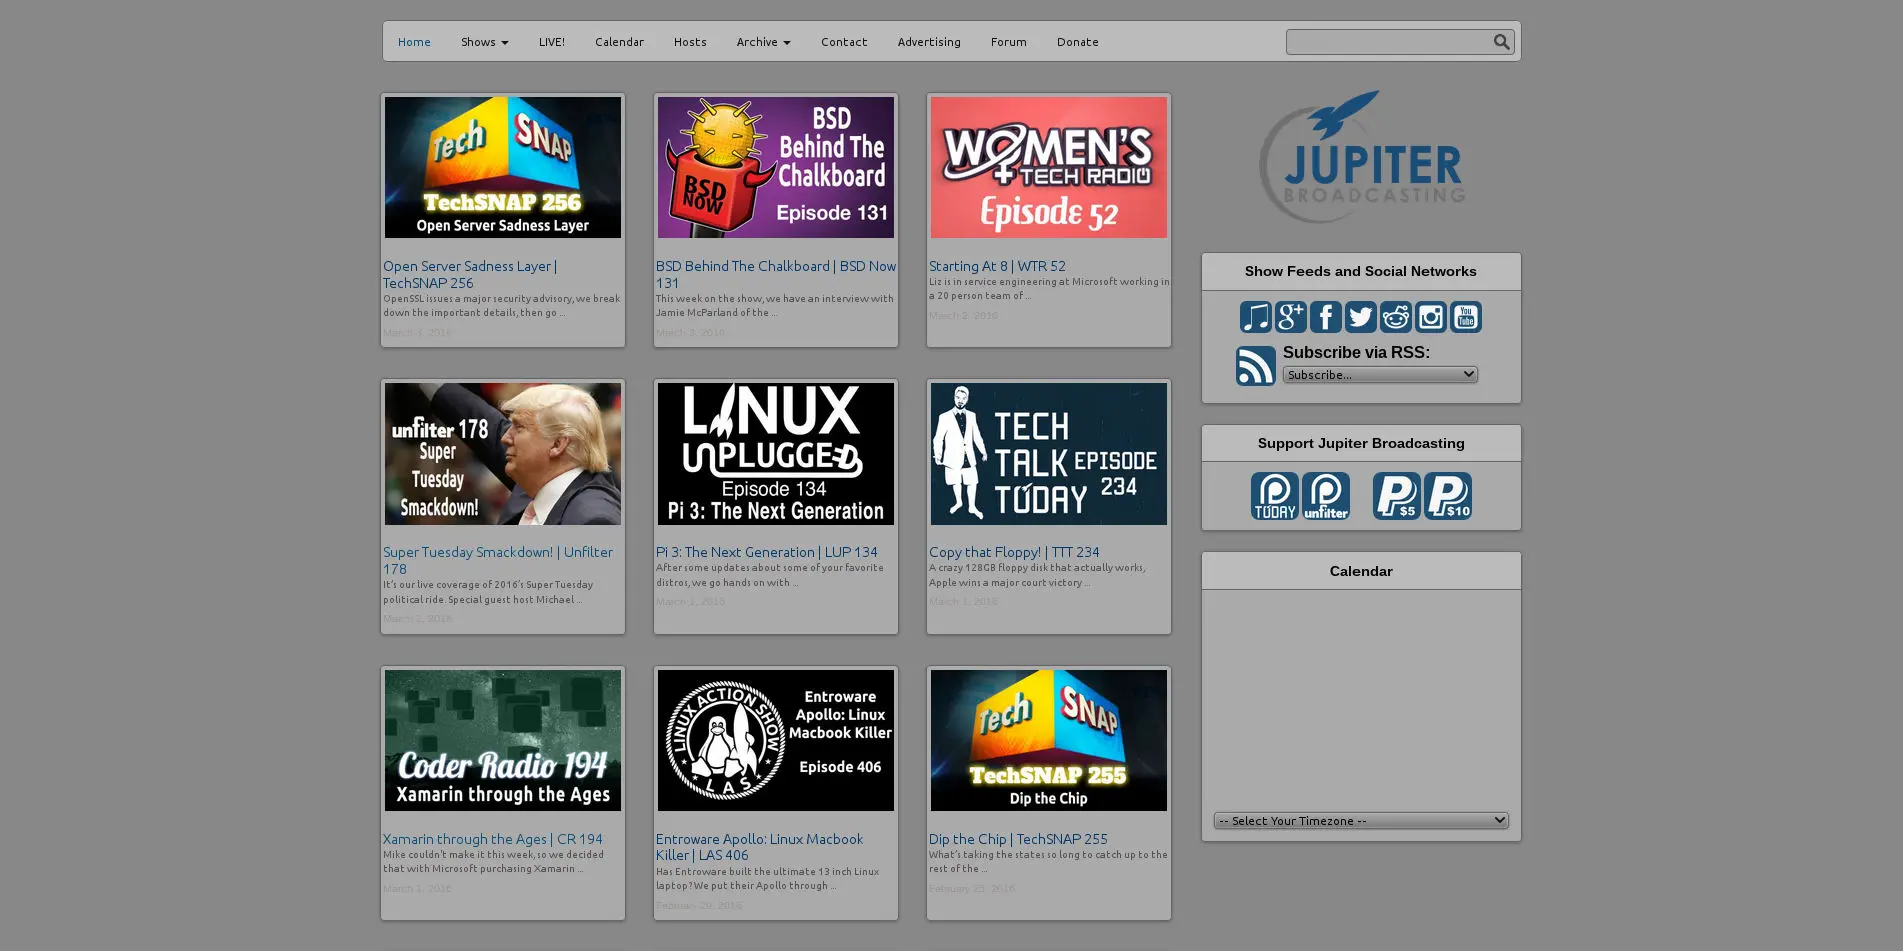 Home Shows LIVE! Calendar Hosts Archive Contact Advertising Forum Donate
Tech SNAP
TechSNAP 256
Open Server Sadness Layer
Open Server Sadness Layer |
TechSNAP 256
OpenSSL issues a major security advisory, we break
down the important details, then go ...
BSD NOW
BSD
Behind The
Chalkboard
Episode 131
BSD Behind The Chalkboard | BSD Now
131
This week on the show, we have an interview with
Jamie McParland of the ...
March 3, 2016
WOMEN'S
TECH RADIO
Episode 52
Starting At 8 | WTR 52
Liz is in service engineering at Microsoft working in
a 20 person team of ...
March 2, 2016
unfilter 178
Super
Tuesday
Smackdown!
Super Tuesday Smackdown! | Unfilter
178
It's our live coverage of 2016's Super Tuesday
political ride. Special guest host Michael ...
March 2, 2016
LINUX
UNPLUGGED
Episode 134
Pi 3: The Next Generation
Pi 3: The Next Generation | LUP 134
After some updates about some of your favorite
distros, we go hands on with ...
March 1, 2016
TECH
TALK EPISODE
TODAY 234
Copy that Floppy! | TTT 234
A crazy 128GB floppy disk that actually works,
Apple wins a major court victory ...
March 1, 2016
Coder Radio 194
Xamarin through the Ages
Xamarin through the Ages | CR 194
Mike couldn't make it this week, so we decided
that with Microsoft purchasing Xamarin ...
March 1, 2016
LINUX ACTION SHOW
LAS
Entroware
Apollo: Linux
Macbook Killer
Episode 406
Entroware Apollo: Linux Macbook
Killer | LAS 406
Has Entroware built the ultimate 13 inch Linux
laptop? We put their Apollo through ...
February 29, 2016
Tech SNAP
TechSNAP 255
Dip the Chip
Dip the Chip | TechSNAP 255
What's taking the states so long to catch up to the
rest of the ...
February 25, 2016
JUPITER
BROADCASTING
Show Feeds and Social Networks
You Tube
Subscribe via RSS:
Subscribe...
Support Jupiter Broadcasting
TODAY unfilter $5 $10
Calendar
-- Select Your Timezone --